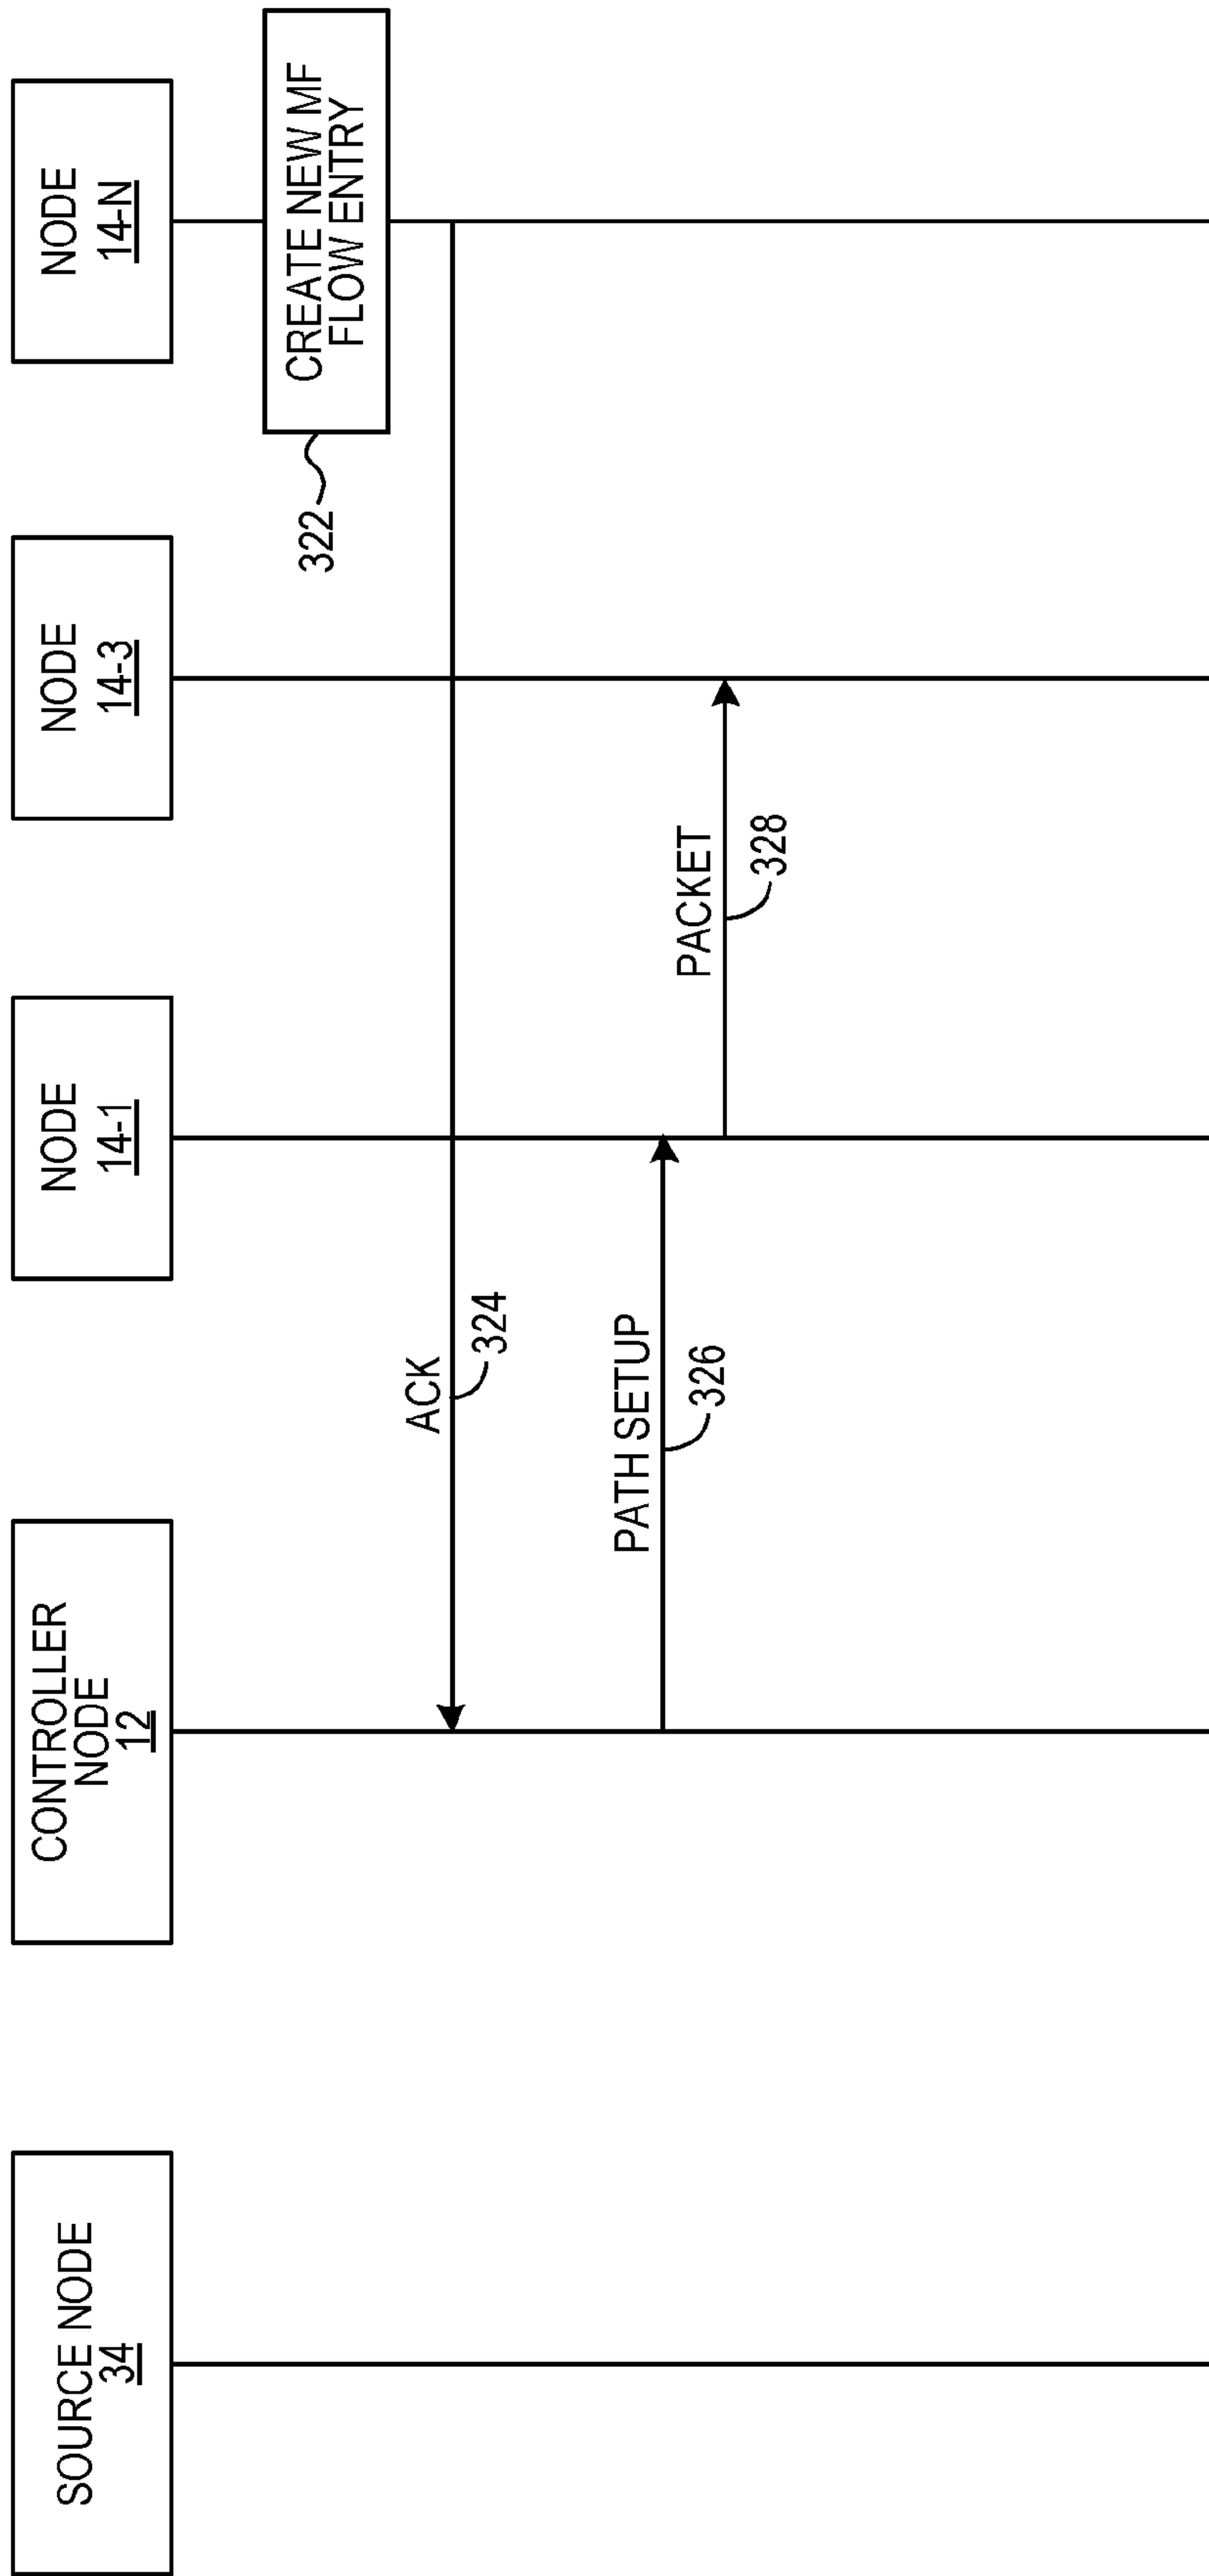 SOURCE NODE
34
CONTROLLER
NODE
12
NODE
14-1
NODE
14-3
NODE
14-N
CREATE NEW MF
FLOW ENTRY
322
ACK
324
PATH SETUP
326
PACKET
328